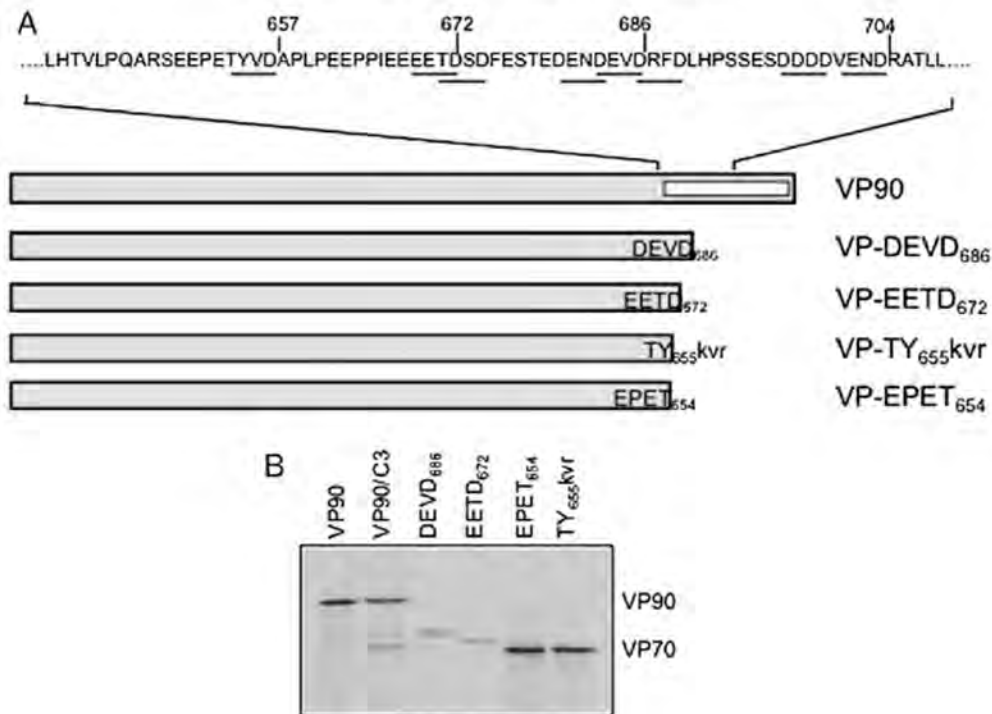 A
657 672 686 704
....LHTVLPQARSEEPETYVDAPLPEEPPIEEEEETDSDFESTEDENDEVDRFDLHPSSESDDDDVENDRATLL....
VP90
DEVD686 VP-DEVD686
EETD672 VP-EETD672
TY655kvr VP-TY655kvr
EPET654 VP-EPET654
B
VP90 VP90/C3 DEVD686 EETD672 EPET654 TY655kvr
VP90
VP70